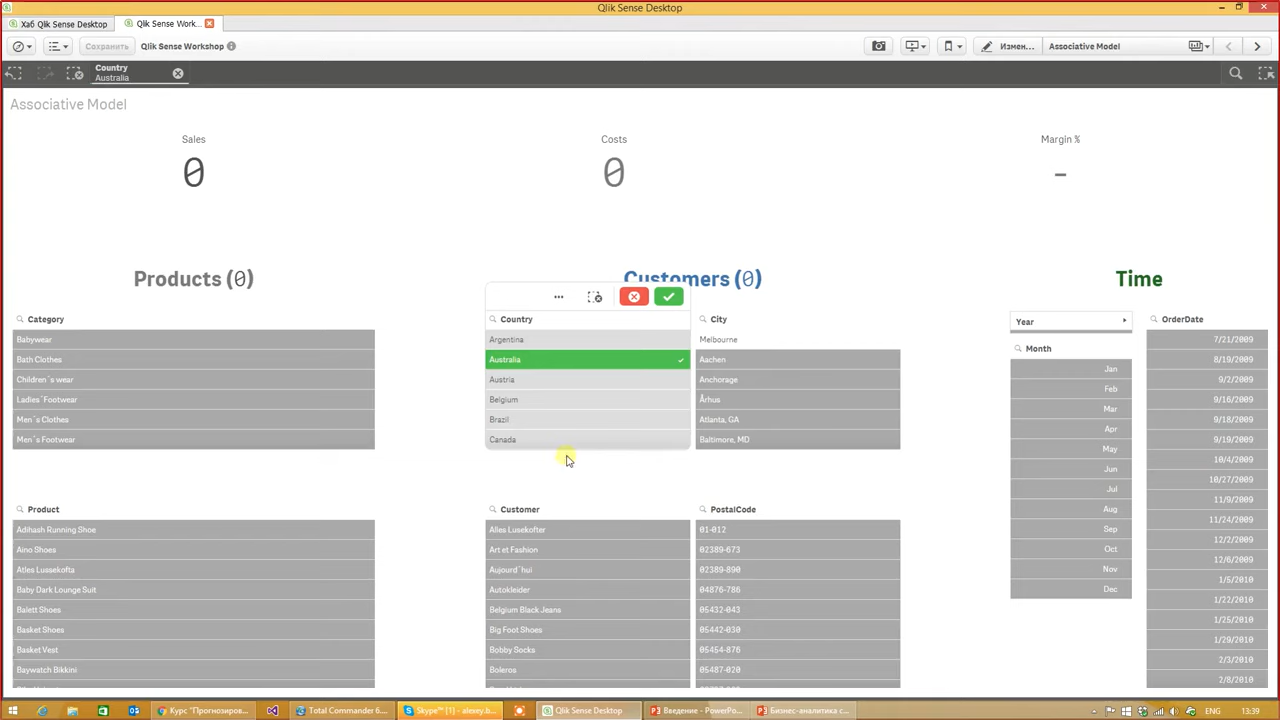 Qlik Sense Desktop
Хаб Qlik Sense Desktop
Qlik Sense Work...
Сохранить
Qlik Sense Workshop
Измен...
Associative Model
Country
Australia
Associative Model
Sales
0
Costs
0
Margin %
-
Products (0)
Customers (0)
Time
Category
Babywear
Bath Clothes
Children´s wear
Ladies´Footwear
Men´s Clothes
Men´s Footwear
Country
Argentina
Australia
Austria
Belgium
Brazil
Canada
City
Melbourne
Aachen
Anchorage
Århus
Atlanta, GA
Baltimore, MD
Year
Month
Jan
Feb
Mar
Apr
May
Jun
Jul
Aug
Sep
Oct
Nov
Dec
OrderDate
7/21/2009
8/19/2009
9/2/2009
9/16/2009
9/18/2009
9/19/2009
10/4/2009
10/27/2009
11/9/2009
11/24/2009
12/2/2009
12/6/2009
1/5/2010
1/22/2010
1/25/2010
1/29/2010
2/3/2010
2/8/2010
Product
Adihash Running Shoe
Aino Shoes
Atles Lussekofta
Baby Dark Lounge Suit
Balett Shoes
Basket Shoes
Basket Vest
Baywatch Bikkini
Customer
Alles Lusekofter
Art et Fashion
Aujourd´hui
Autokleider
Belgium Black Jeans
Big Foot Shoes
Bobby Socks
Boleros
PostalCode
01-012
02389-673
02389-890
04876-786
05432-043
05442-030
05454-876
05487-020
Курс "Прогнозиров...
Total Commander 6....
Skype™ [1] - alexey.b...
Qlik Sense Desktop
Введение - PowerPo...
Бизнес-аналитика с...
ENG
13:39